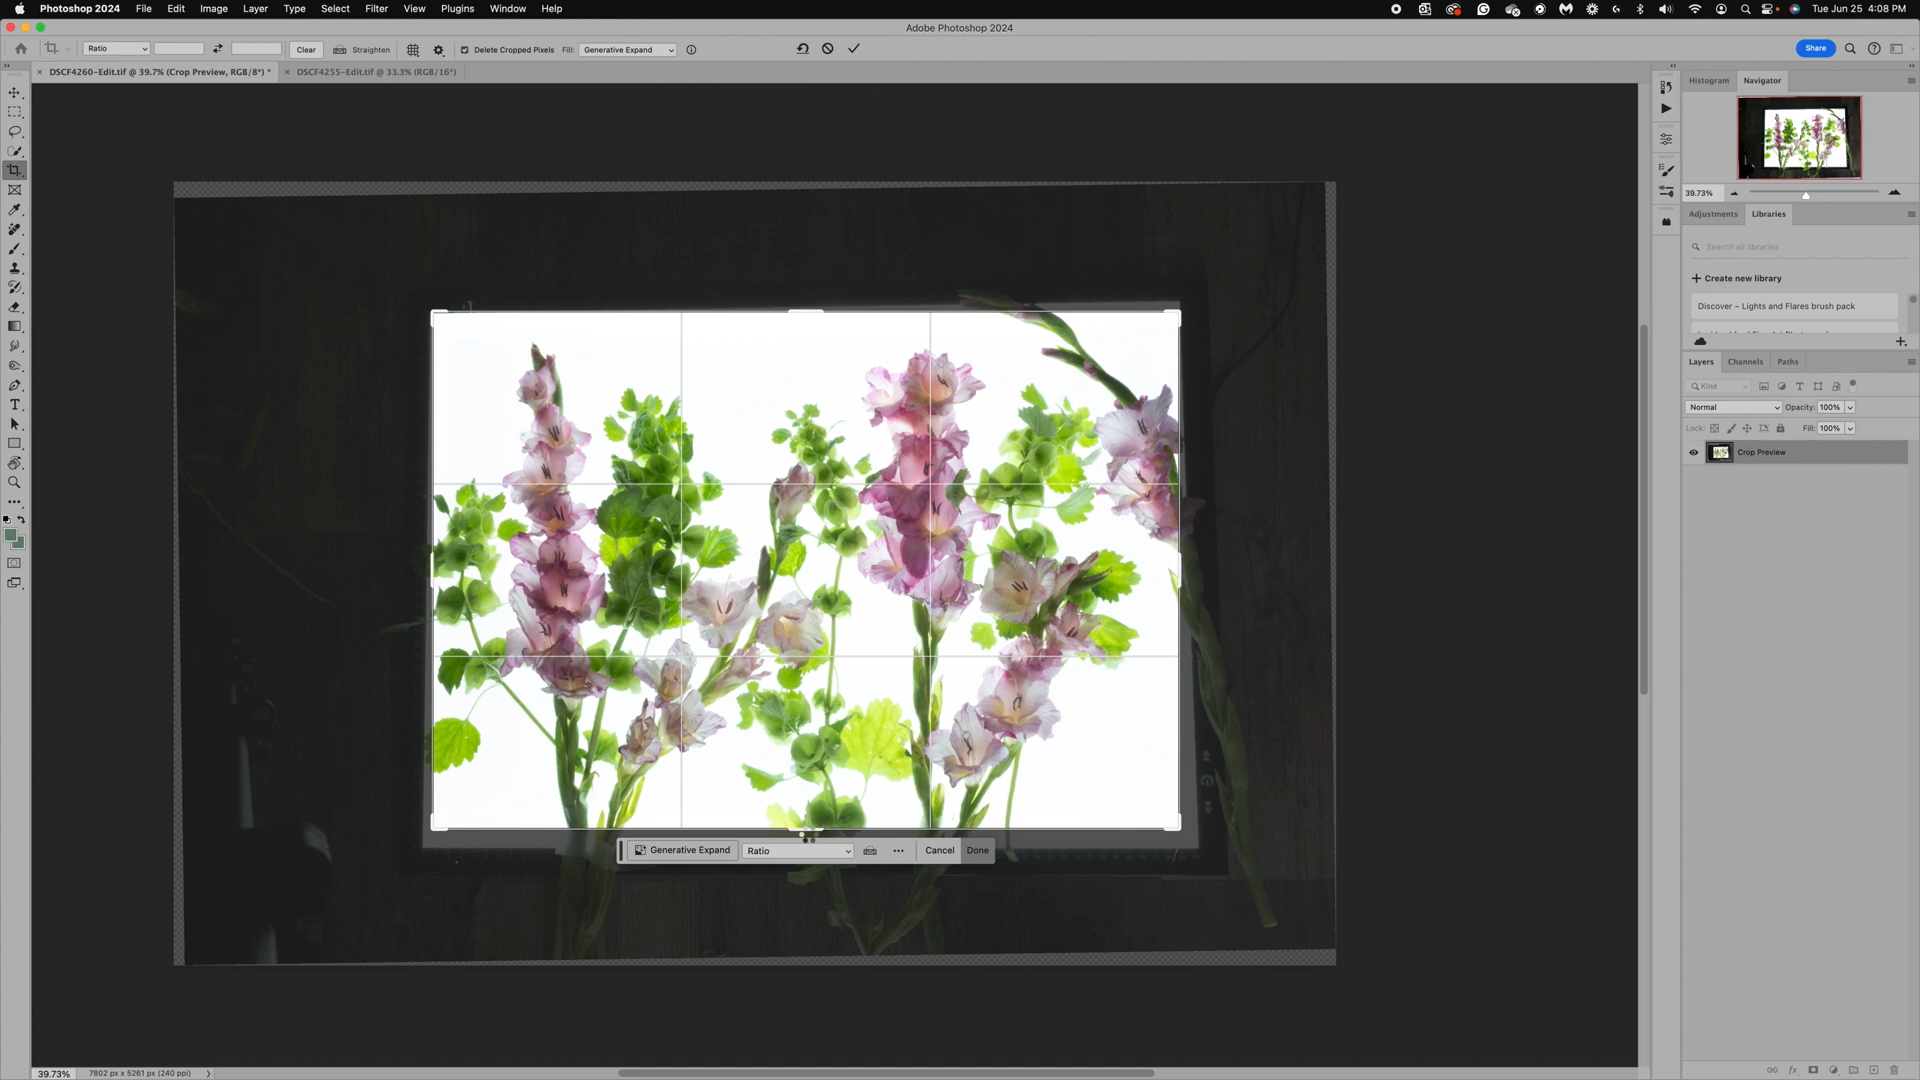 Photoshop 2024 File Edit Image Layer Type Select Filter View Plugins Window Help Tue Jun 25 4:08 PM
Adobe Photoshop 2024
Ratio Clear Straighten Delete Cropped Pixels Fill: Generative Expand Share
DSCF4260-Edit.tif @ 39.7% (Crop Preview, RGB/8*) * DSCF4255-Edit.tif @ 33.3% (RGB/16*)
Histogram Navigator
39.73%
Adjustments Libraries
Search all libraries
Create new library
Discover – Lights and Flares brush pack
Layers Channels Paths
Kind
Normal Opacity: 100%
Lock: Fill: 100%
Crop Preview
Generative Expand Ratio Cancel Done
39.73% 7802 px x 5261 px (240 ppi)